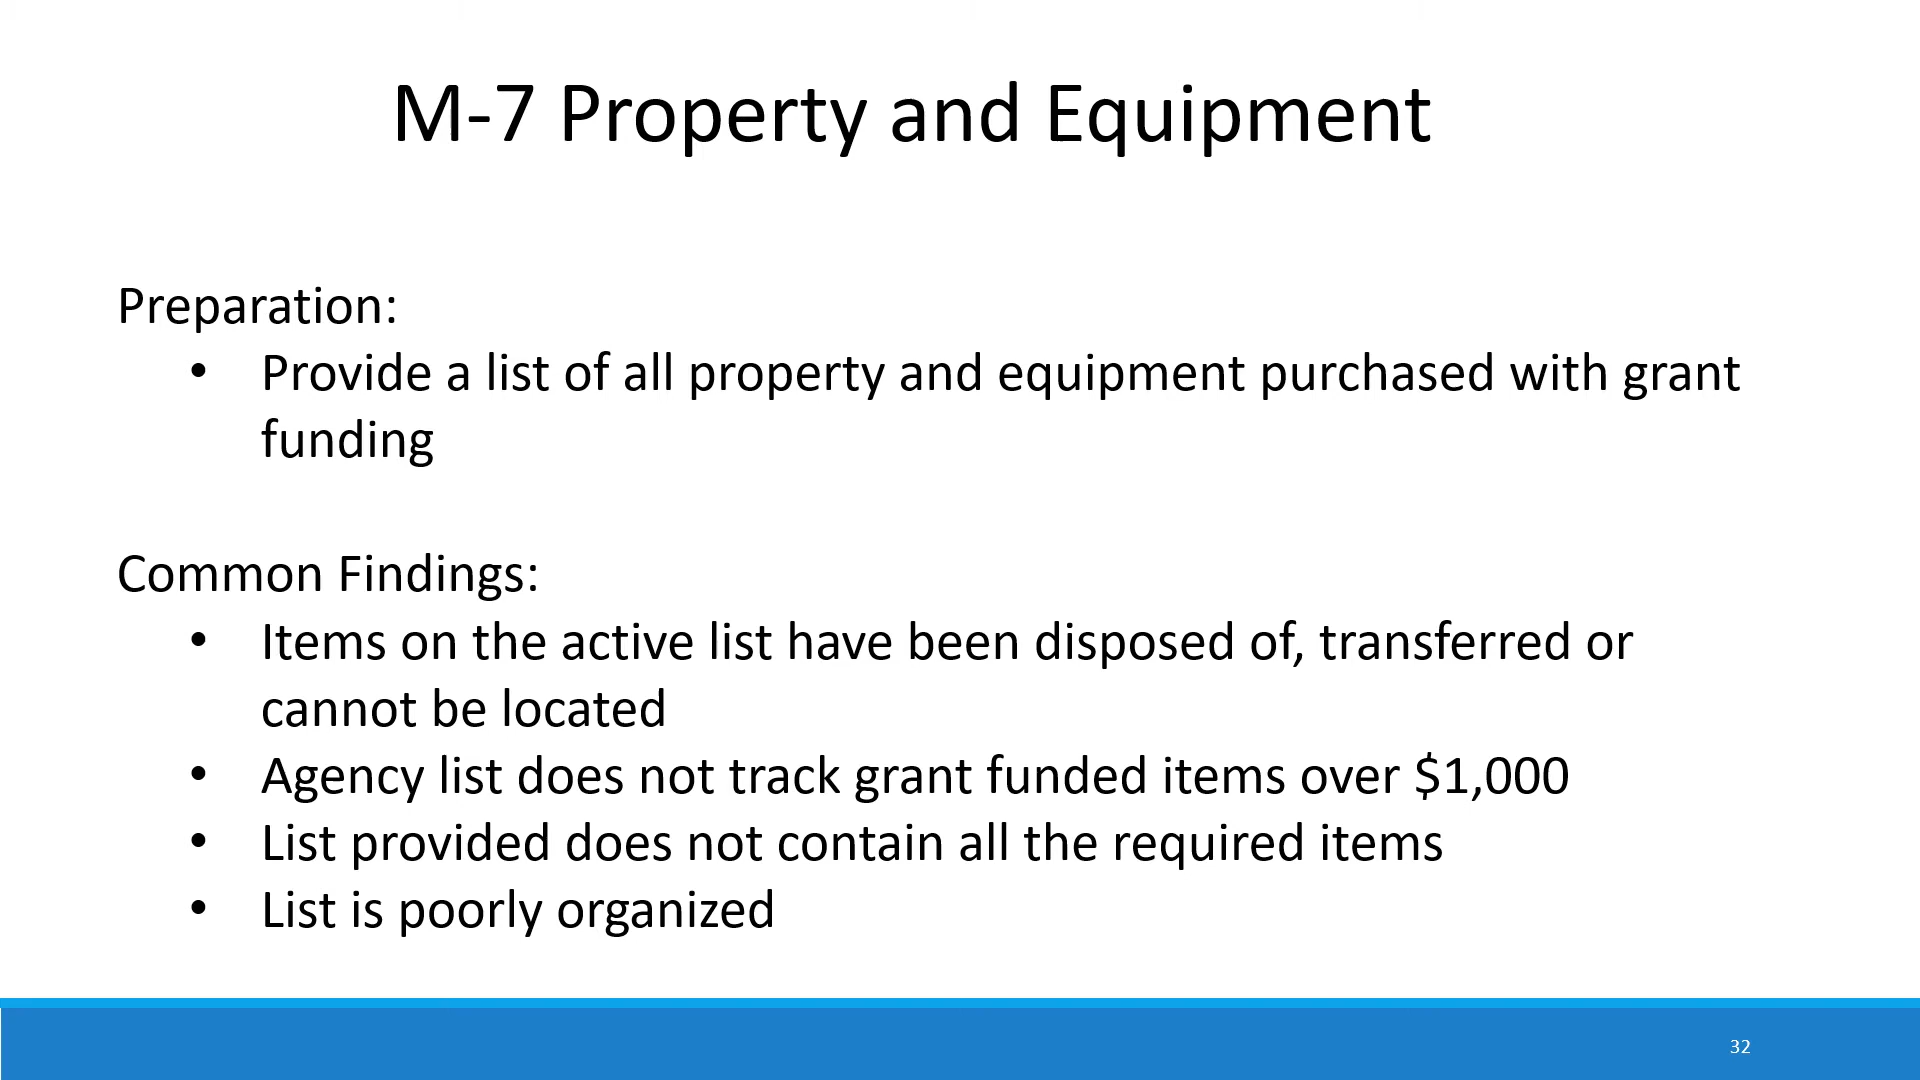 M-7 Property and Equipment
Preparation:
• Provide a list of all property and equipment purchased with grant
funding
Common Findings:
• Items on the active list have been disposed of, transferred or
cannot be located
• Agency list does not track grant funded items over $1,000
• List provided does not contain all the required items
• List is poorly organized
32